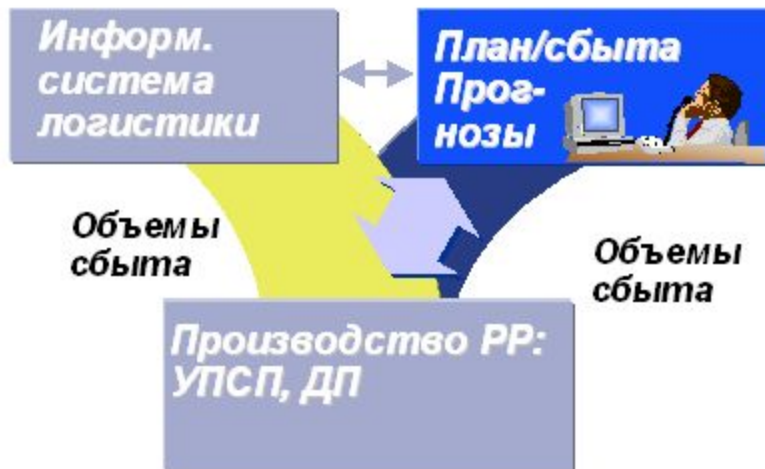 Информ.
система
логистики
План/сбыта
Прог-
нозы
Объемы
сбыта
Объемы
сбыта
Производство РР:
УПСП, ДП